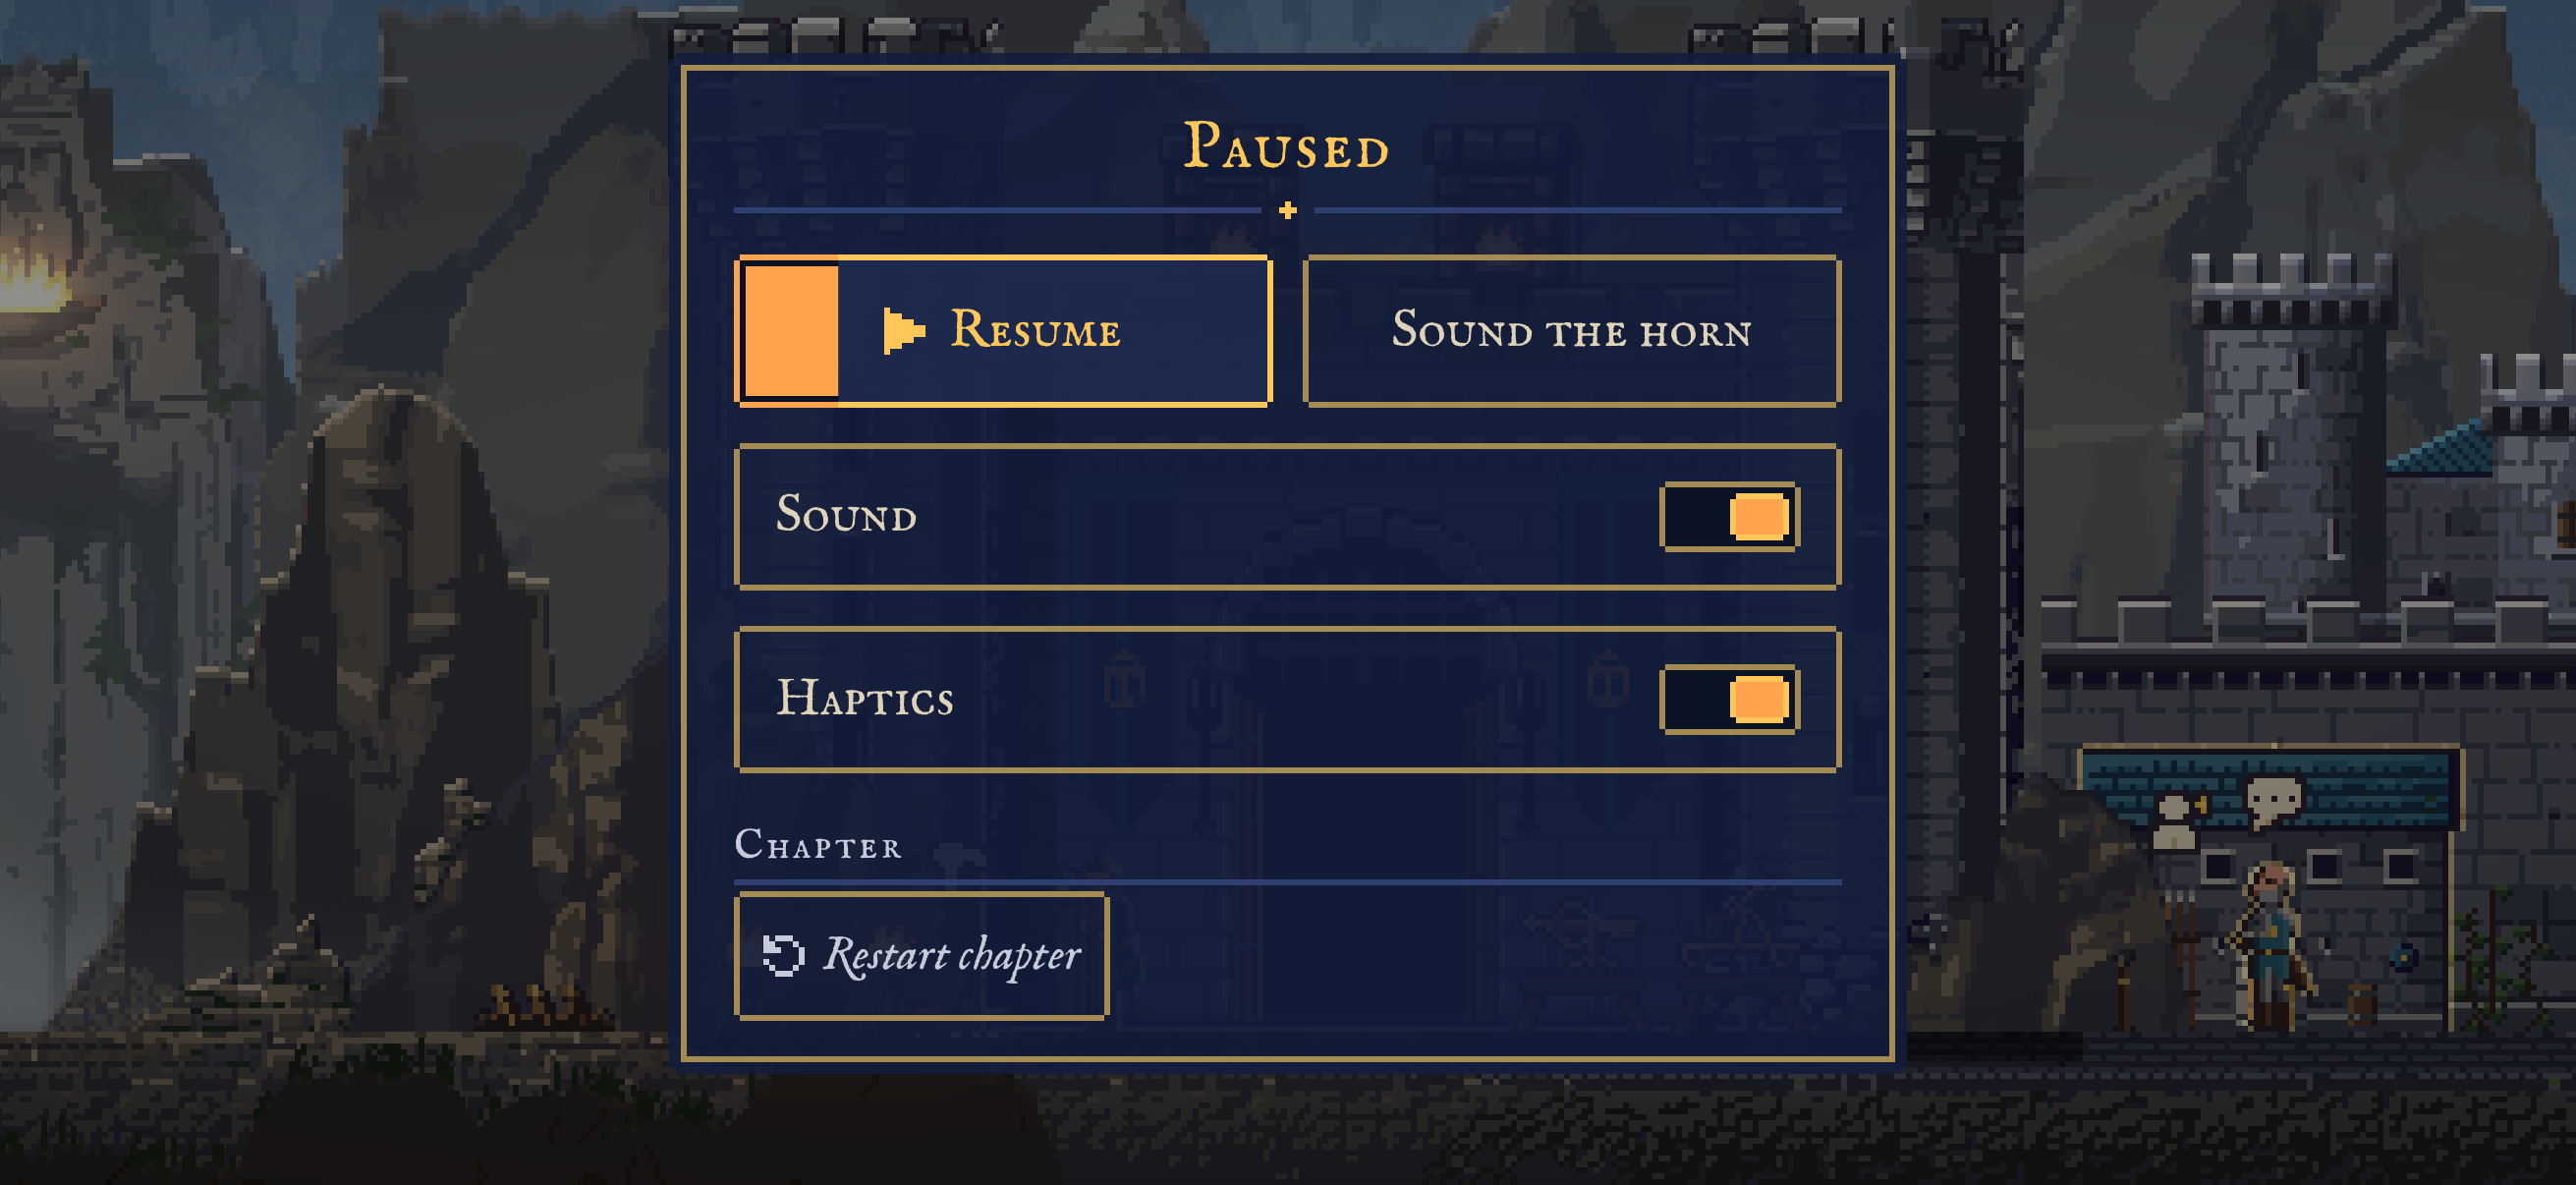 Paused
Resume
Sound the horn
Sound
Haptics
Chapter
Restart chapter